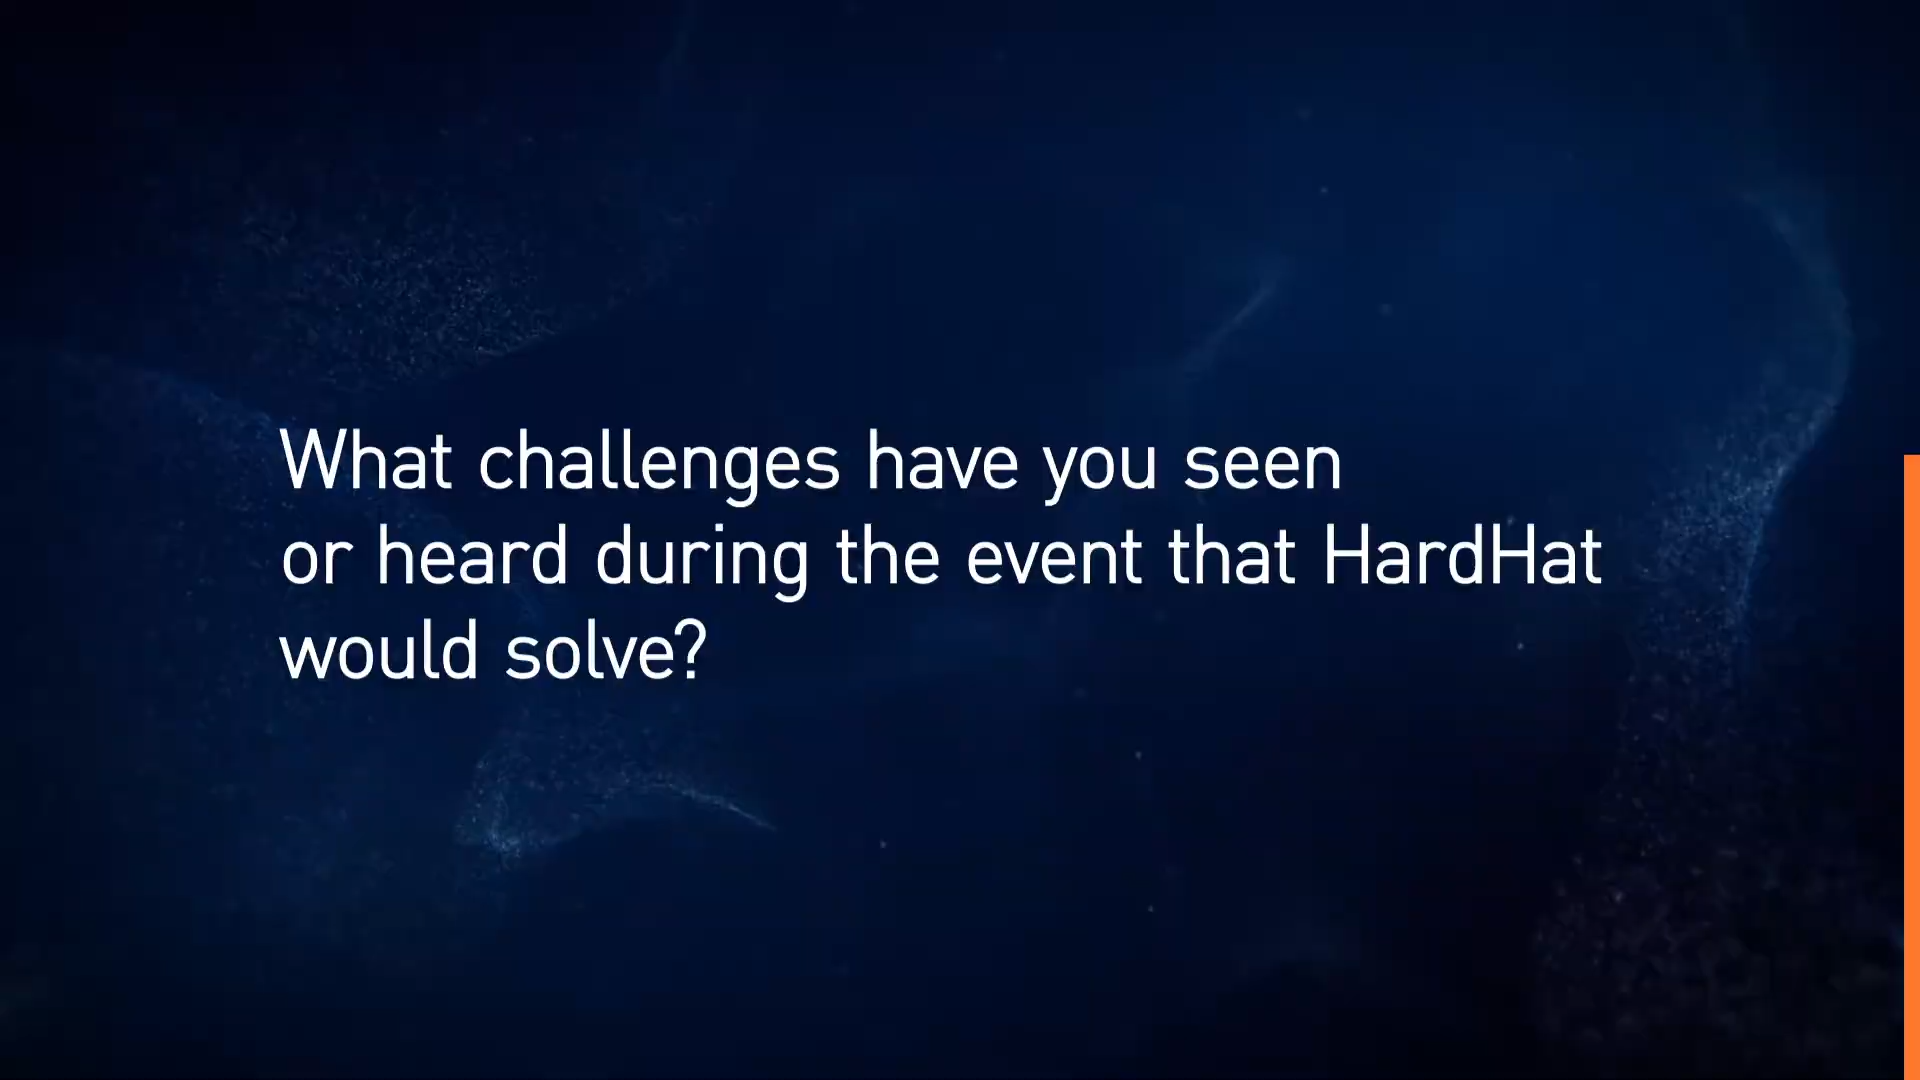 What challenges have you seen
or heard during the event that HardHat
would solve?